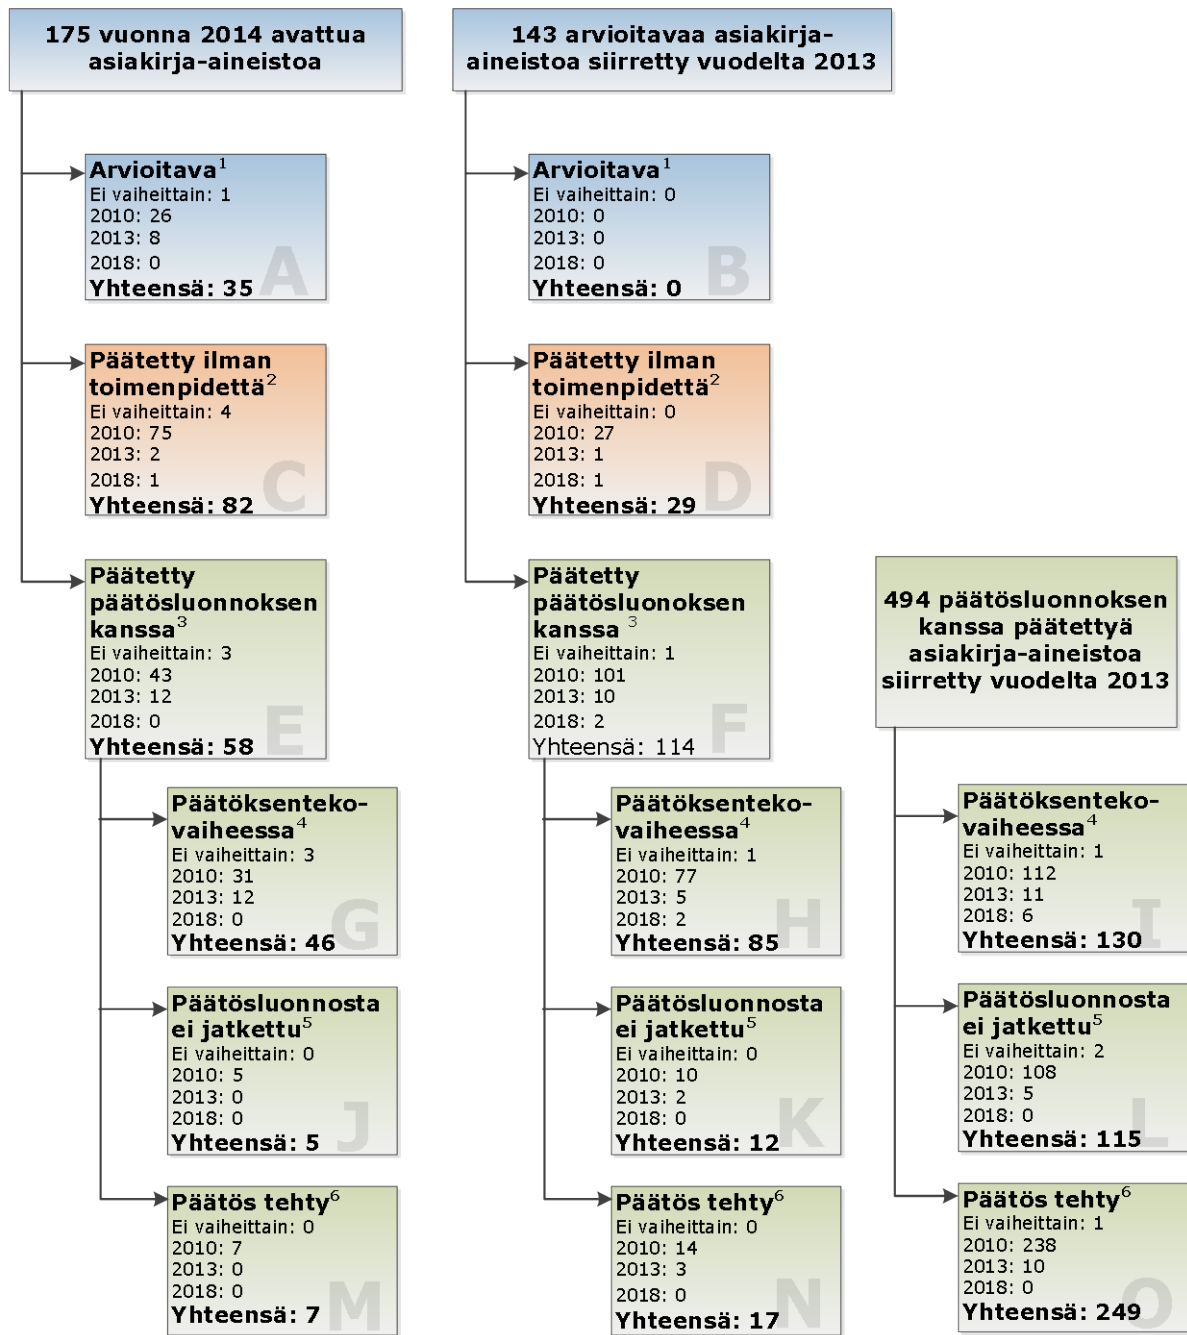 175 vuonna 2014 avattua
asiakirja-aineistoa
143 arvioitavaa asiakirja-
aineistoa siirretty vuodelta 2013
Arvioitava1
Ei vaiheittain: 1
2010: 26
2013: 8
2018: 0
Yhteensä: 35
A
Arvioitava1
Ei vaiheittain: 0
2010: 0
2013: 0
2018: 0
Yhteensä: 0
B
Päätetty ilman
toimenpidettä2
Ei vaiheittain: 4
2010: 75
2013: 2
2018: 1
Yhteensä: 82
C
Päätetty ilman
toimenpidettä2
Ei vaiheittain: 0
2010: 27
2013: 1
2018: 1
Yhteensä: 29
D
Päätetty
päätösluonnoksen
kanssa3
Ei vaiheittain: 3
2010: 43
2013: 12
2018: 0
Yhteensä: 58
E
Päätetty
päätösluonoksen
kanssa 3
Ei vaiheittain: 1
2010: 101
2013: 10
2018: 2
Yhteensä: 114
F
494 päätösluonnoksen
kanssa päätettyä
asiakirja-aineistoa
siirretty vuodelta 2013
Päätöksenteko-
vaiheessa4
Ei vaiheittain: 3
2010: 31
2013: 12
2018: 0
Yhteensä: 46
G
Päätöksenteko-
vaiheessa4
Ei vaiheittain: 1
2010: 77
2013: 5
2018: 2
Yhteensä: 85
H
Päätöksenteko-
vaiheessa4
Ei vaiheittain: 1
2010: 112
2013: 11
2018: 6
Yhteensä: 130
I
Päätösluonnosta
ei jatkettu5
Ei vaiheittain: 0
2010: 5
2013: 0
2018: 0
Yhteensä: 5
J
Päätösluonnosta
ei jatkettu5
Ei vaiheittain: 0
2010: 10
2013: 2
2018: 0
Yhteensä: 12
K
Päätösluonnosta
ei jatkettu5
Ei vaiheittain: 2
2010: 108
2013: 5
2018: 0
Yhteensä: 115
L
Päätös tehty6
Ei vaiheittain: 0
2010: 7
2013: 0
2018: 0
Yhteensä: 7
M
Päätös tehty6
Ei vaiheittain: 0
2010: 14
2013: 3
2018: 0
Yhteensä: 17
N
Päätös tehty6
Ei vaiheittain: 1
2010: 238
2013: 10
2018: 0
Yhteensä: 249
O